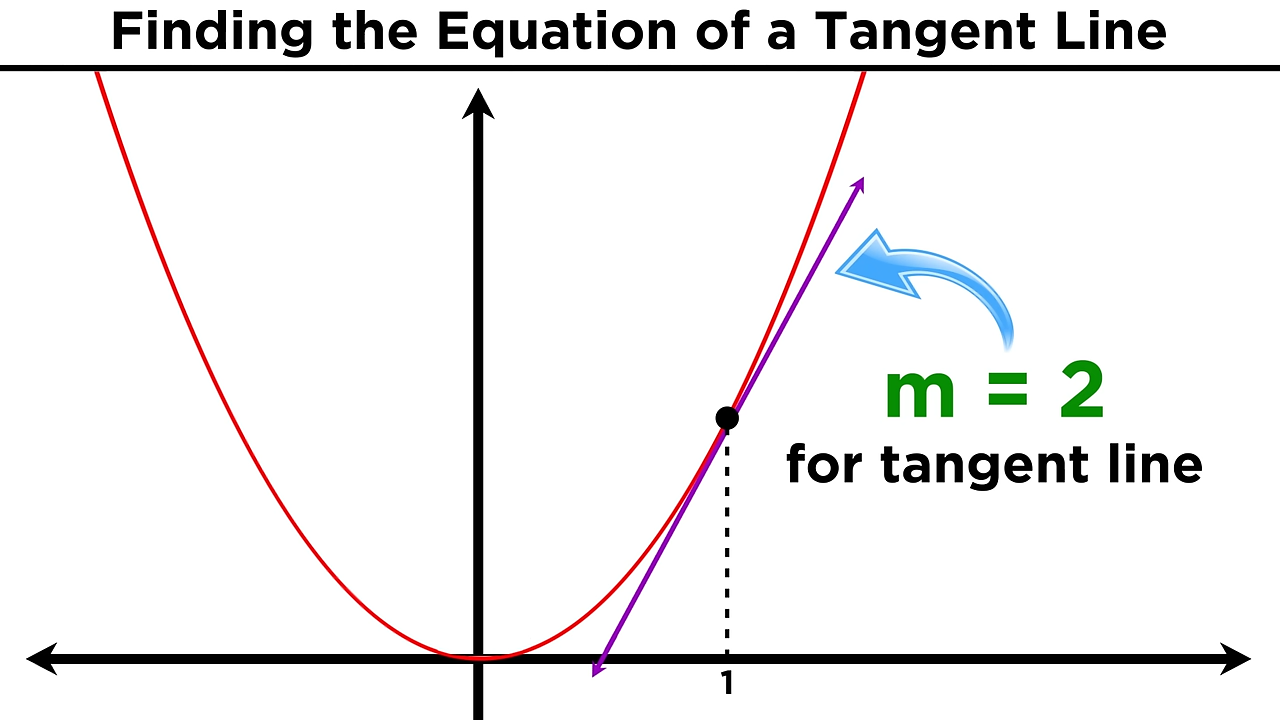 Finding the Equation of a Tangent Line
m = 2
for tangent line
1